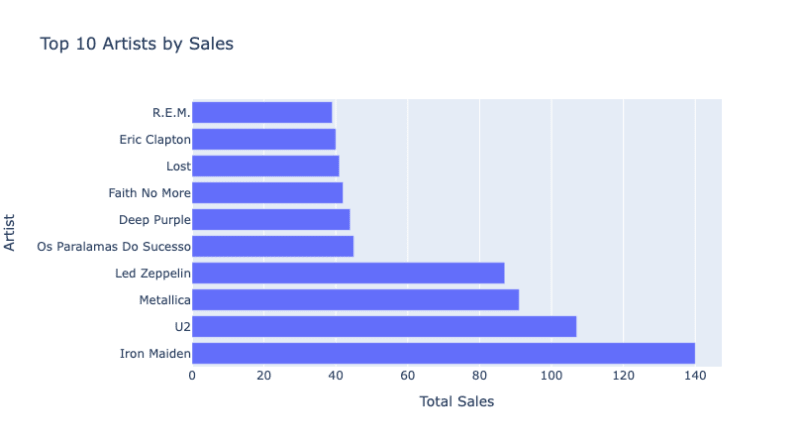 Top 10 Artists by Sales
R.E.M.
Eric Clapton
Lost
Faith No More
Deep Purple
Os Paralamas Do Sucesso
Led Zeppelin
Metallica
U2
Iron Maiden
Artist
0 20 40 60 80 100 120 140
Total Sales